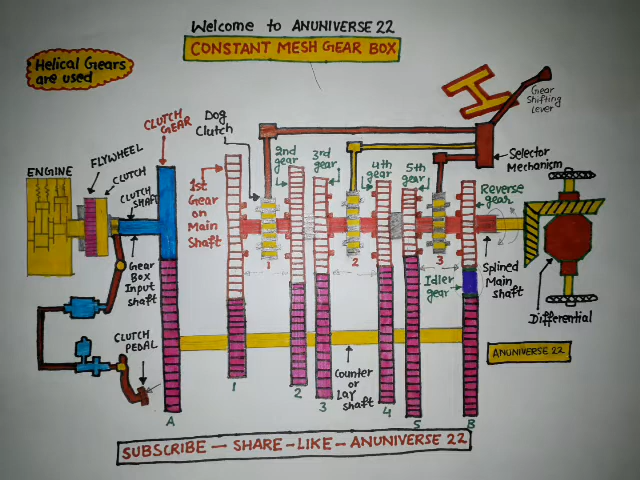 Welcome to ANUNIVERSE 22
CONSTANT MESH GEAR BOX
Helical Gears
are used
Gear
Shifting
Lever
CLUTCH
GEAR
Dog
Clutch
FLYWHEEL
ENGINE
CLUTCH
CLUTCH
SHAFT
1st
Gear
on
Main
Shaft
2nd
gear
3rd
gear
4th
gear
5th
gear
Selector
Mechanism
Reverse
gear
1
2
3
Gear
Box
Input
shaft
Idler
gear
Splined
Main
shaft
Differential
CLUTCH
PEDAL
Counter
or
Lay
shaft
ANUNIVERSE 22
A
1
2
3
4
5
B
SUBSCRIBE - SHARE - LIKE - ANUNIVERSE 22